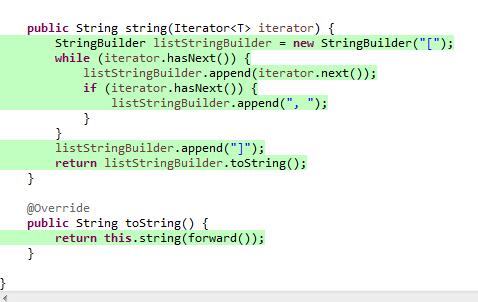 public String string(Iterator<T> iterator) {
StringBuilder listStringBuilder = new StringBuilder("[");
while (iterator.hasNext()) {
listStringBuilder.append(iterator.next());
if (iterator.hasNext()) {
listStringBuilder.append(", ");
}
}
listStringBuilder.append("]");
return listStringBuilder.toString();
}
@Override
public String toString() {
return this.string(forward());
}
}